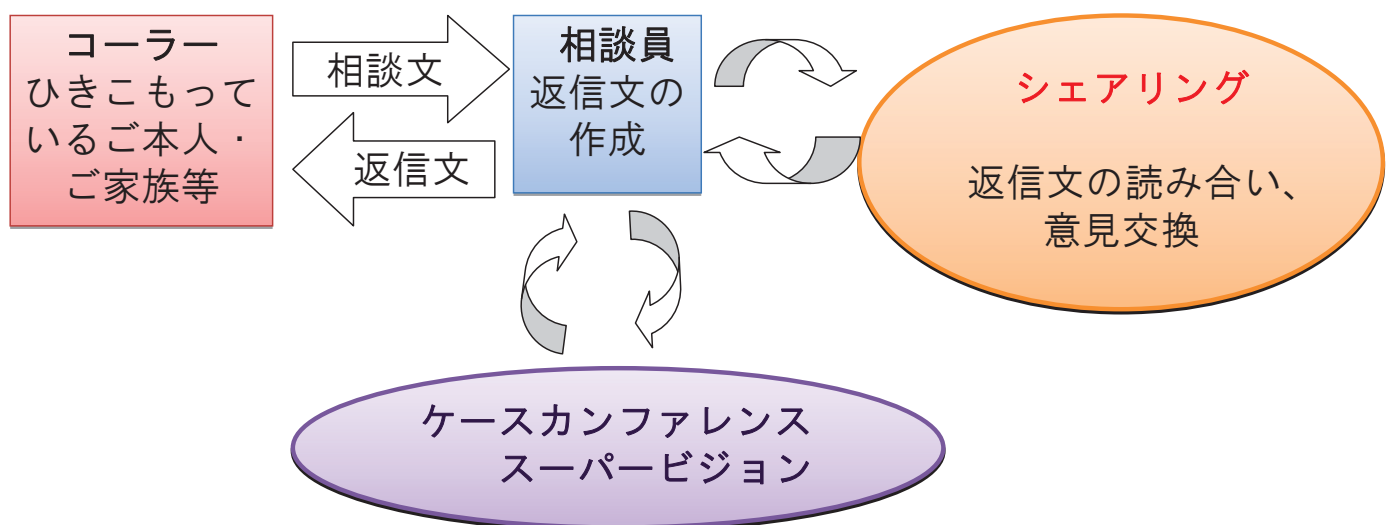 コーラー
ひきこもって
いるご本人・
ご家族等
相談文
返信文
相談員
返信文の
作成
シェアリング
返信文の読み合い、
意見交換
ケースカンファレンス
スーパービジョン